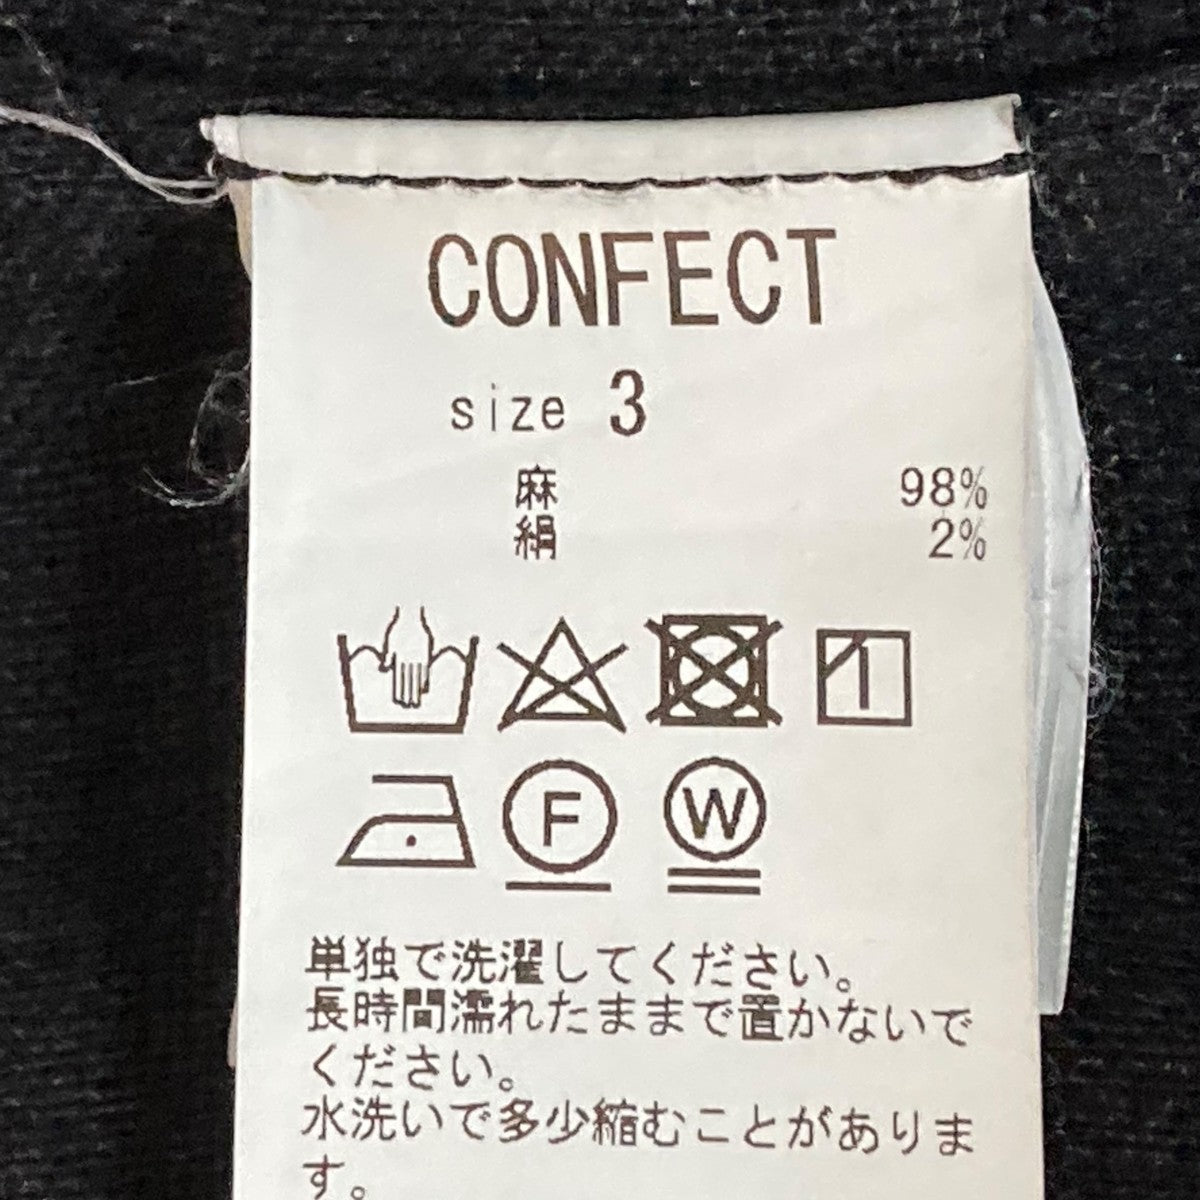 CONFECT
size 3
麻 98%
絹 2%
F W
単独で洗濯してください。
長時間濡れたままで置かないで
ください。
水洗いで多少縮むことがありま
す。